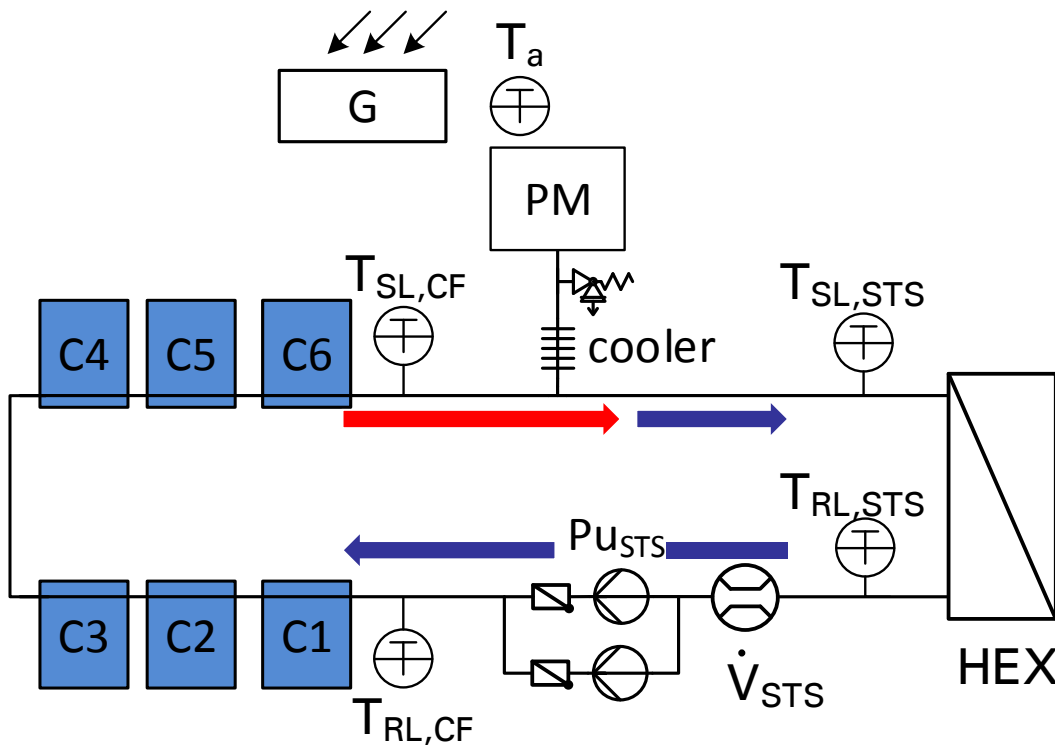 T_a
G
PM
T_SL,CF
T_SL,STS
cooler
C4 C5 C6
T_RL,STS
Pu_STS
C3 C2 C1
T_RL,CF
V̇_STS
HEX